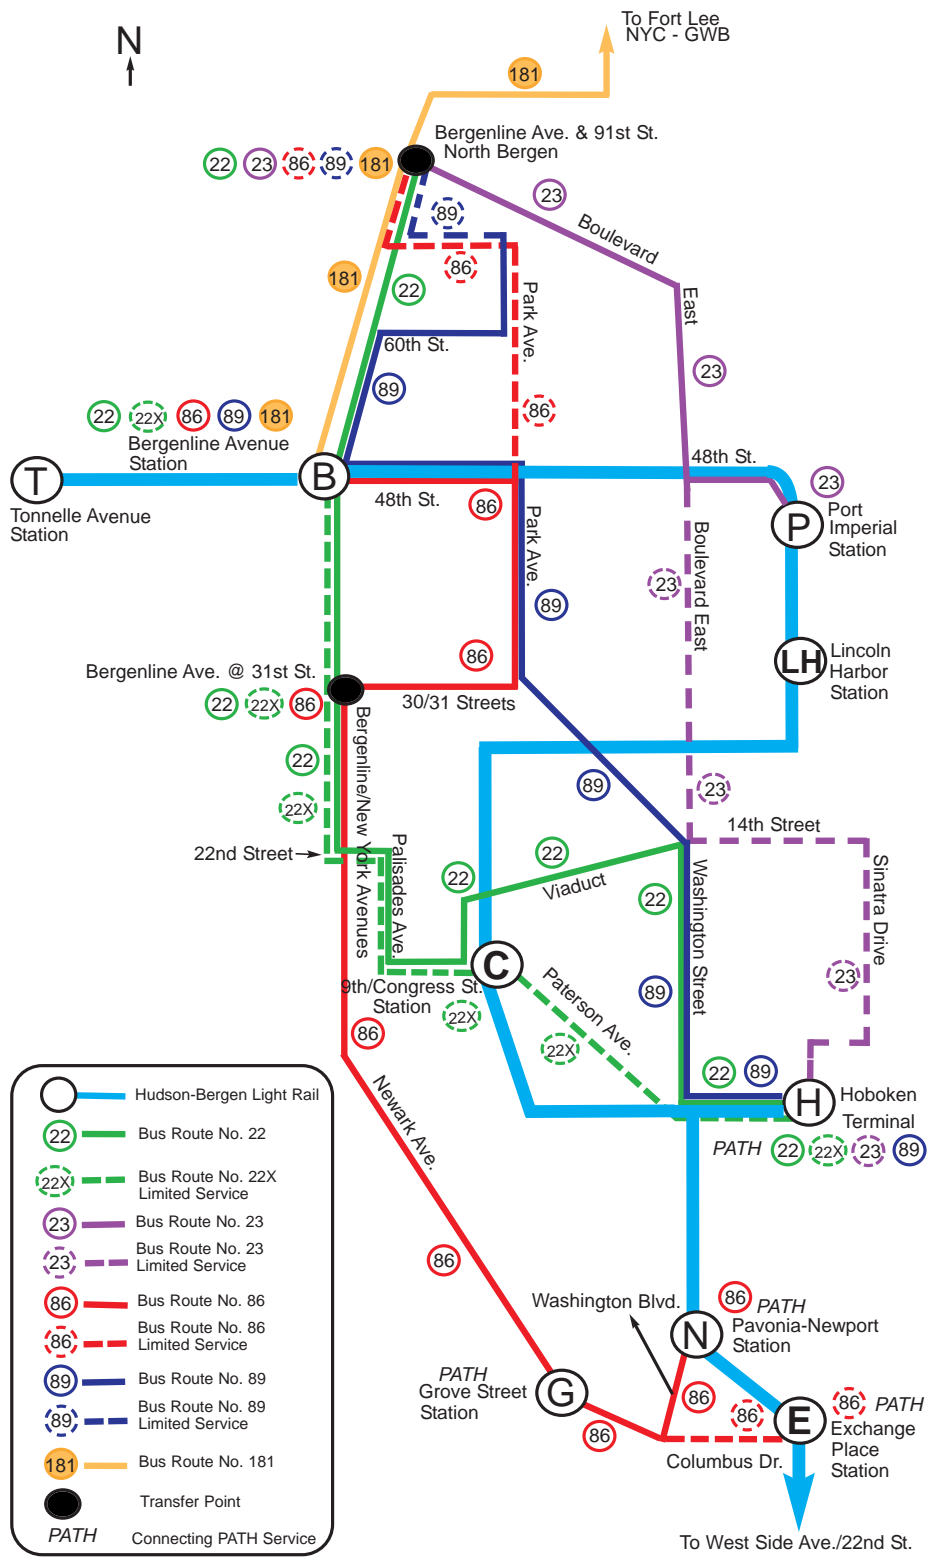 To Fort Lee
NYC - GWB
N
181
Bergenline Ave. & 91st St.
North Bergen
22 23 86 89 181
23
89
Boulevard
86
181
22
East
Park Ave.
60th St.
23
89
86
22 22X 86 89 181
Bergenline Avenue
Station
48th St.
T
B
23
48th St.
86
Park Ave.
P
Port
Imperial
Station
Tonnelle Avenue
Station
Boulevard East
23
89
86
LH
Lincoln
Harbor
Station
Bergenline Ave. @ 31st St.
22 22X 86
30/31 Streets
Bergenline/New York Avenues
22
89
23
22X
14th Street
22nd Street
Palisades Ave.
22
22
Viaduct
22
Washington Street
Sinatra Drive
C
9th/Congress St.
Station
22X
Paterson Ave.
22X
89
23
86
Newark Ave.
22 89
H
Hoboken
Terminal
PATH 22 22X 23 89
Hudson-Bergen Light Rail
22 Bus Route No. 22
22X Bus Route No. 22X
Limited Service
23 Bus Route No. 23
23 Bus Route No. 23
Limited Service
86 Bus Route No. 86
86 Bus Route No. 86
Limited Service
89 Bus Route No. 89
89 Bus Route No. 89
Limited Service
181 Bus Route No. 181
Transfer Point
PATH Connecting PATH Service
86
Washington Blvd.
86 PATH
N
Pavonia-Newport
Station
PATH
Grove Street
Station
G
86
86
86
E
86 PATH
Exchange
Place
Station
Columbus Dr.
To West Side Ave./22nd St.